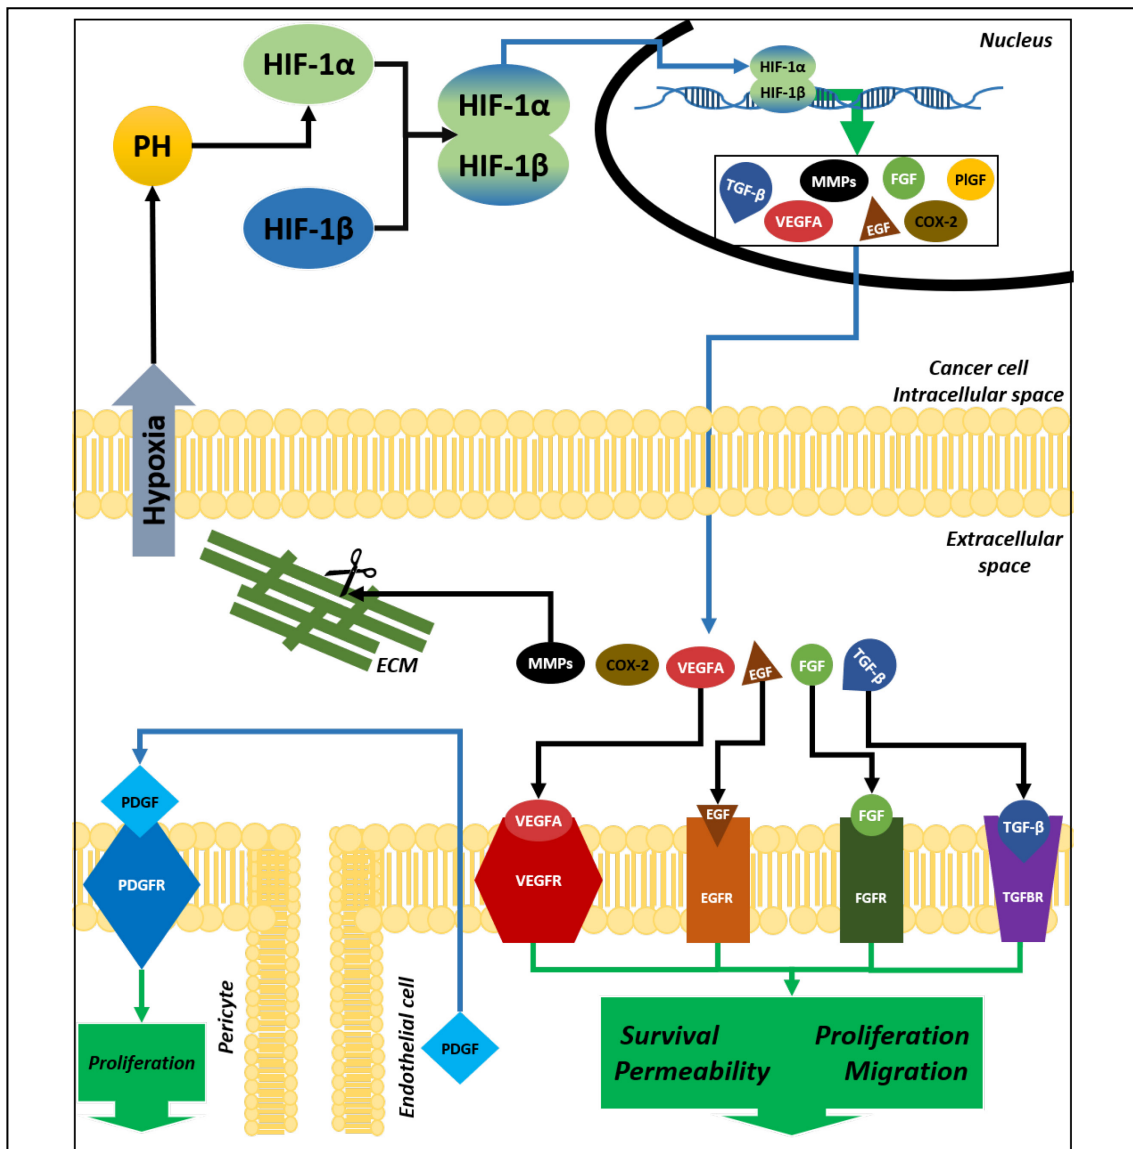 Nucleus
HIF-1α
HIF-1α
HIF-1β
HIF-1α
HIF-1β
PH
HIF-1β
TGF-β
MMPs
FGF
PlGF
VEGFA
EGF
COX-2
Cancer cell
Intracellular space
Hypoxia
Extracellular
space
ECM
MMPs
COX-2
VEGFA
EGF
FGF
TGF-β
PDGF
VEGFA
EGF
FGF
TGF-β
PDGFR
VEGFR
EGFR
FGFR
TGFBR
Pericyte
Endothelial cell
PDGF
Proliferation
Survival Proliferation
Permeability Migration